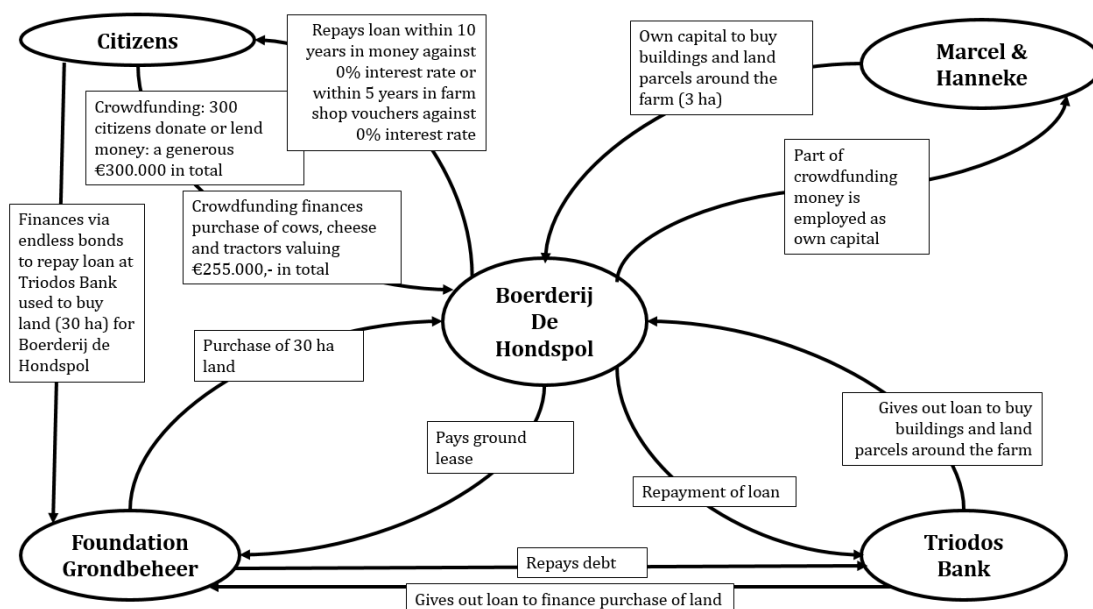 Citizens
Repays loan within 10
years in money against
0% interest rate or
within 5 years in farm
shop vouchers against
0% interest rate
Own capital to buy
buildings and land
parcels around the
farm (3 ha)
Marcel &
Hanneke
Crowdfunding: 300
citizens donate or lend
money: a generous
€300.000 in total
Part of
crowdfunding
money is
employed as
own capital
Crowdfunding finances
purchase of cows, cheese
and tractors valuing
€255.000,- in total
Finances via
endless bonds
to repay loan at
Triodos Bank
used to buy
land (30 ha) for
Boerderij de
Hondspol
Boerderij
De
Hondspol
Purchase of 30 ha
land
Pays ground
lease
Gives out loan to buy
buildings and land
parcels around the farm
Repayment of loan
Foundation
Grondbeheer
Triodos
Bank
Repays debt
Gives out loan to finance purchase of land